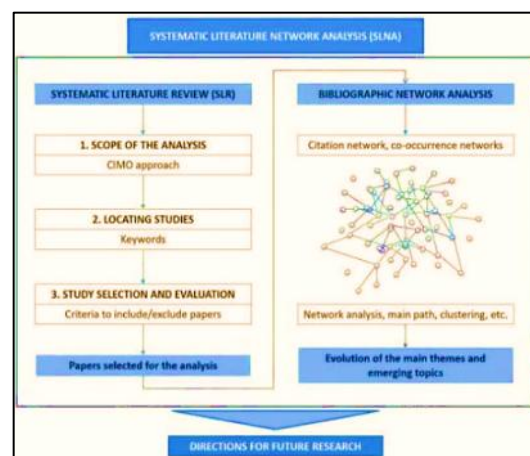 SYSTEMATIC LITERATURE NETWORK ANALYSIS (SLNA)
SYSTEMATIC LITERATURE REVIEW (SLR)
1. SCOPE OF THE ANALYSIS
CIMO approach
2. LOCATING STUDIES
Keywords
3. STUDY SELECTION AND EVALUATION
Criteria to include/exclude papers
Papers selected for the analysis
BIBLIOGRAPHIC NETWORK ANALYSIS
Citation network, co-occurrence networks
Network analysis, main path, clustering, etc.
Evolution of the main themes and
emerging topics
DIRECTIONS FOR FUTURE RESEARCH